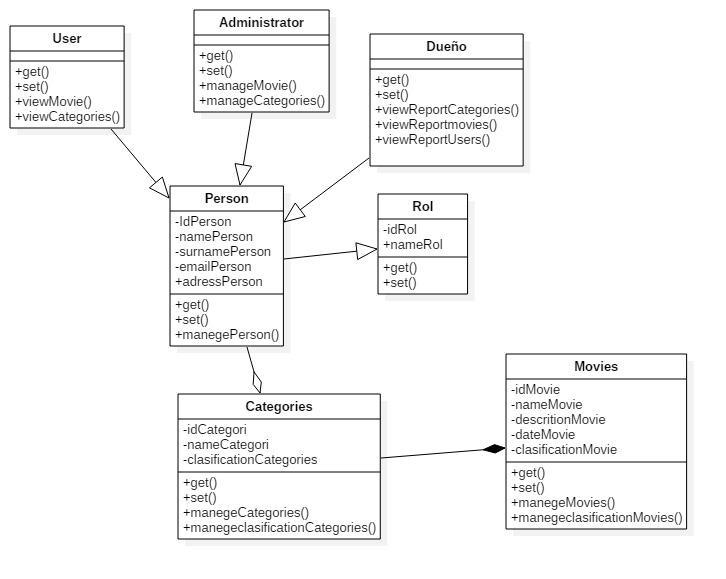 User
+get()
+set()
+viewMovie()
+viewCategories()
Administrator
+get()
+set()
+manageMovie()
+manageCategories()
Dueño
+get()
+set()
+viewReportCategories()
+viewReportmovies()
+viewReportUsers()
Person
-IdPerson
-namePerson
-surnamePerson
-emailPerson
+adressPerson
+get()
+set()
+manegePerson()
Rol
-idRol
+nameRol
+get()
+set()
Categories
-idCategori
-nameCategori
-clasificationCategories
+get()
+set()
+manegeCategories()
+manegeclasificationCategories()
Movies
-idMovie
-nameMovie
-descritionMovie
-dateMovie
-clasificationMovie
+get()
+set()
+manegeMovies()
+manegeclasificationMovies()